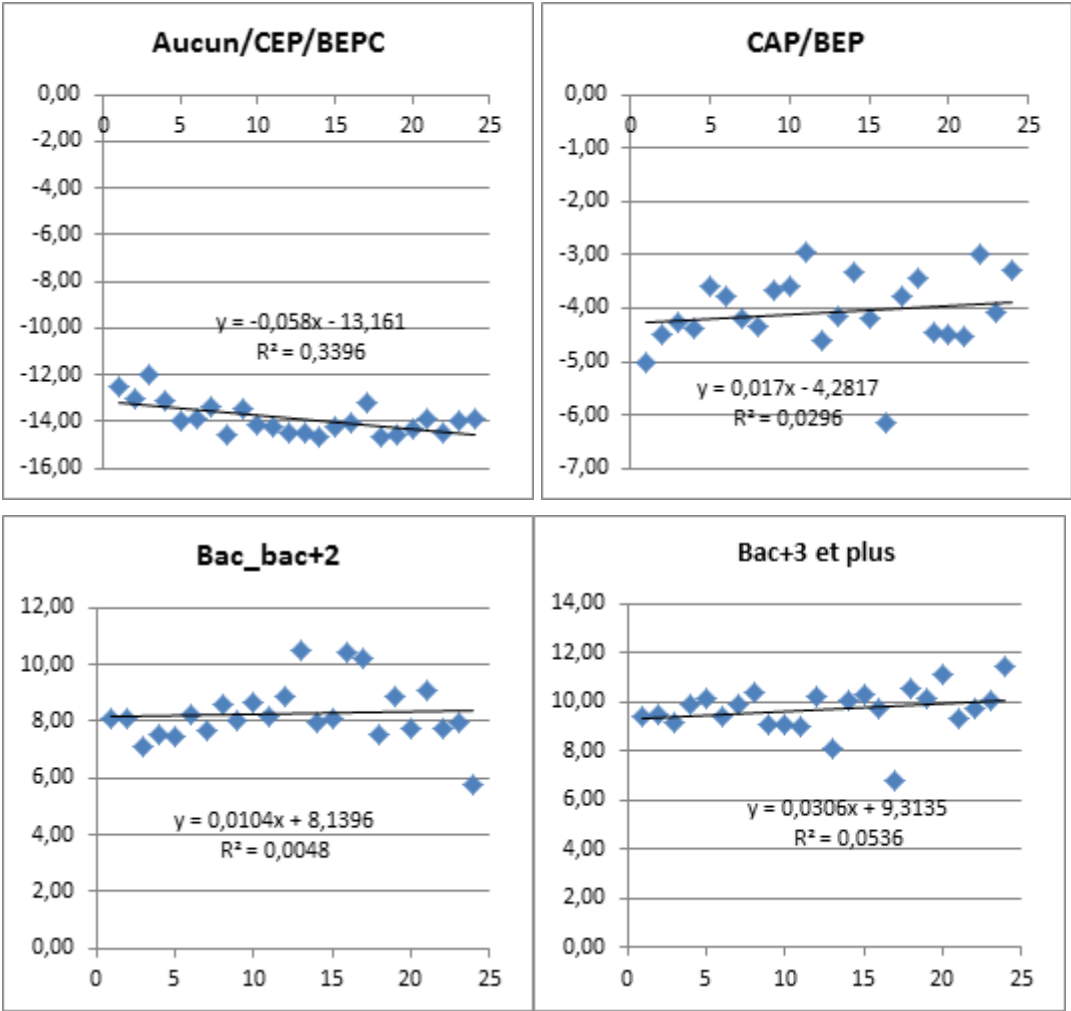 Aucun/CEP/BEPC
0,00
0 5 10 15 20 25
-2,00
-4,00
-6,00
-8,00
-10,00
y = -0,058x - 13,161
R² = 0,3396
-12,00
-14,00
-16,00
CAP/BEP
0,00
0 5 10 15 20 25
-1,00
-2,00
-3,00
-4,00
-5,00
y = 0,017x - 4,2817
R² = 0,0296
-6,00
-7,00
Bac_bac+2
12,00
10,00
8,00
6,00
y = 0,0104x + 8,1396
R² = 0,0048
4,00
2,00
0,00
0 5 10 15 20 25
Bac+3 et plus
14,00
12,00
10,00
8,00
6,00
y = 0,0306x + 9,3135
R² = 0,0536
4,00
2,00
0,00
0 5 10 15 20 25